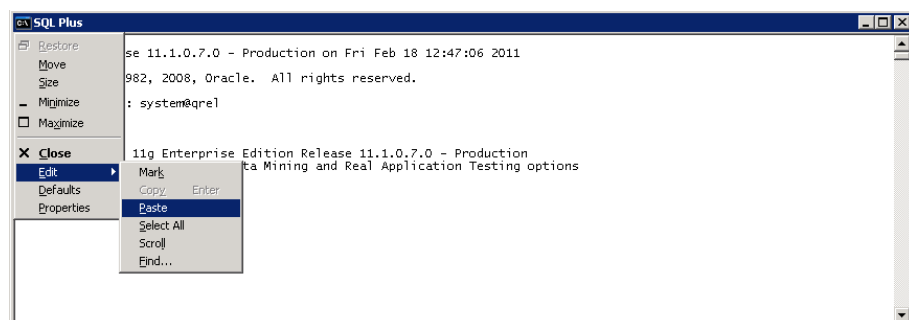 SQL Plus
Restore
Move
Size
Minimize
Maximize
Close
Edit
Defaults
Properties
Mark
Copy Enter
Paste
Select All
Scroll
Find...
se 11.1.0.7.0 - Production on Fri Feb 18 12:47:06 2011
982, 2008, Oracle. All rights reserved.
: system@qrel
11g Enterprise Edition Release 11.1.0.7.0 - Production
ta Mining and Real Application Testing options